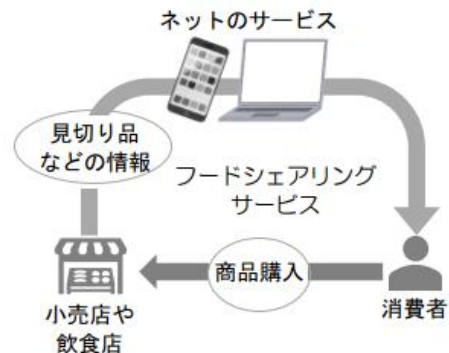 ネットのサービス
見切り品
などの情報
フードシェアリング
サービス
商品購入
小売店や
飲食店
消費者